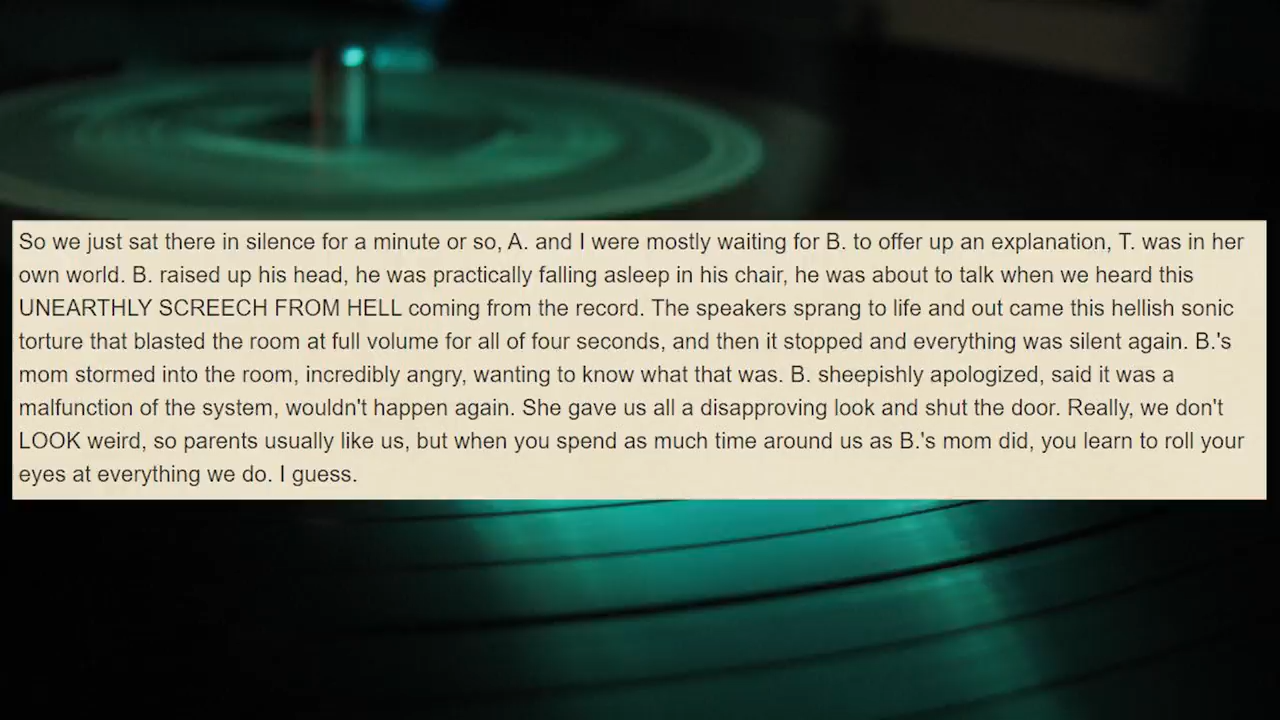 So we just sat there in silence for a minute or so, A. and I were mostly waiting for B. to offer up an explanation, T. was in her
own world. B. raised up his head, he was practically falling asleep in his chair, he was about to talk when we heard this
UNEARTHLY SCREECH FROM HELL coming from the record. The speakers sprang to life and out came this hellish sonic
torture that blasted the room at full volume for all of four seconds, and then it stopped and everything was silent again. B.'s
mom stormed into the room, incredibly angry, wanting to know what that was. B. sheepishly apologized, said it was a
malfunction of the system, wouldn't happen again. She gave us all a disapproving look and shut the door. Really, we don't
LOOK weird, so parents usually like us, but when you spend as much time around us as B.'s mom did, you learn to roll your
eyes at everything we do. I guess.